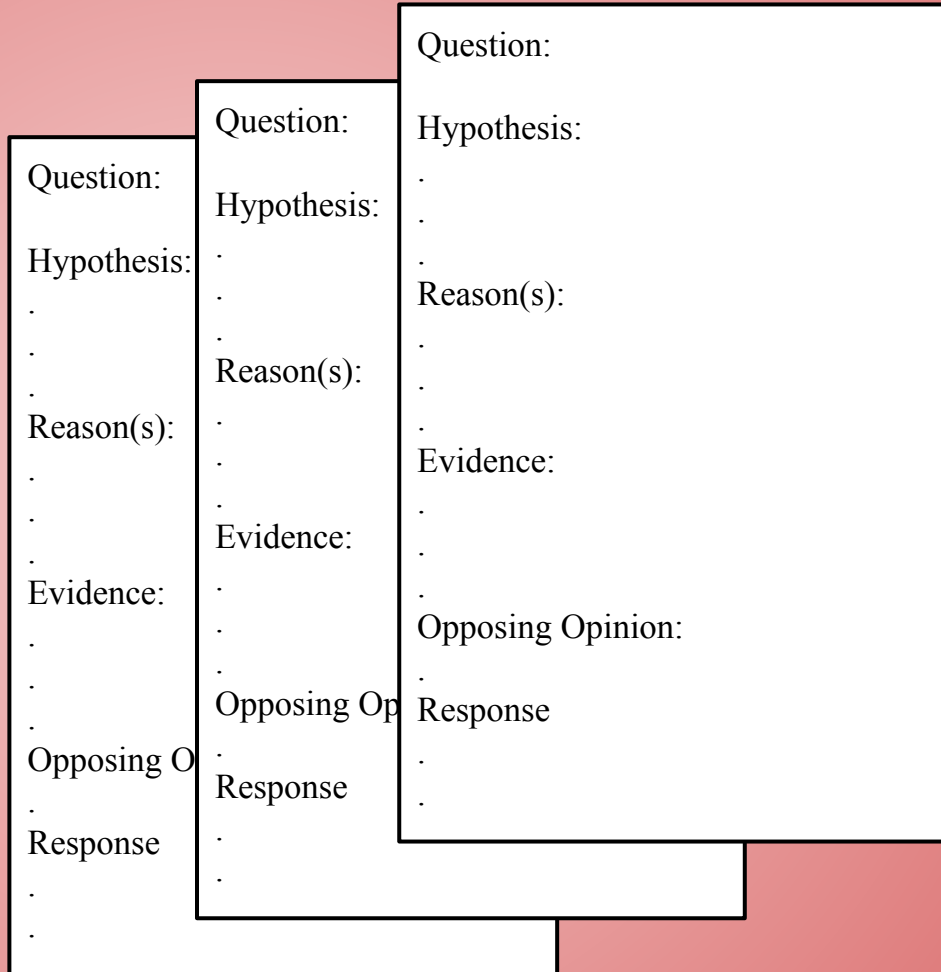 Question:
Hypothesis:
.
.
.
Reason(s):
.
.
.
Evidence:
.
.
.
Opposing O
.
Response
.
.
Question:
Hypothesis:
.
.
.
Reason(s):
.
.
.
Evidence:
.
.
.
Opposing Op
.
Response
.
.
Question:
Hypothesis:
.
.
.
Reason(s):
.
.
.
Evidence:
.
.
.
Opposing Opinion:
.
Response
.
.